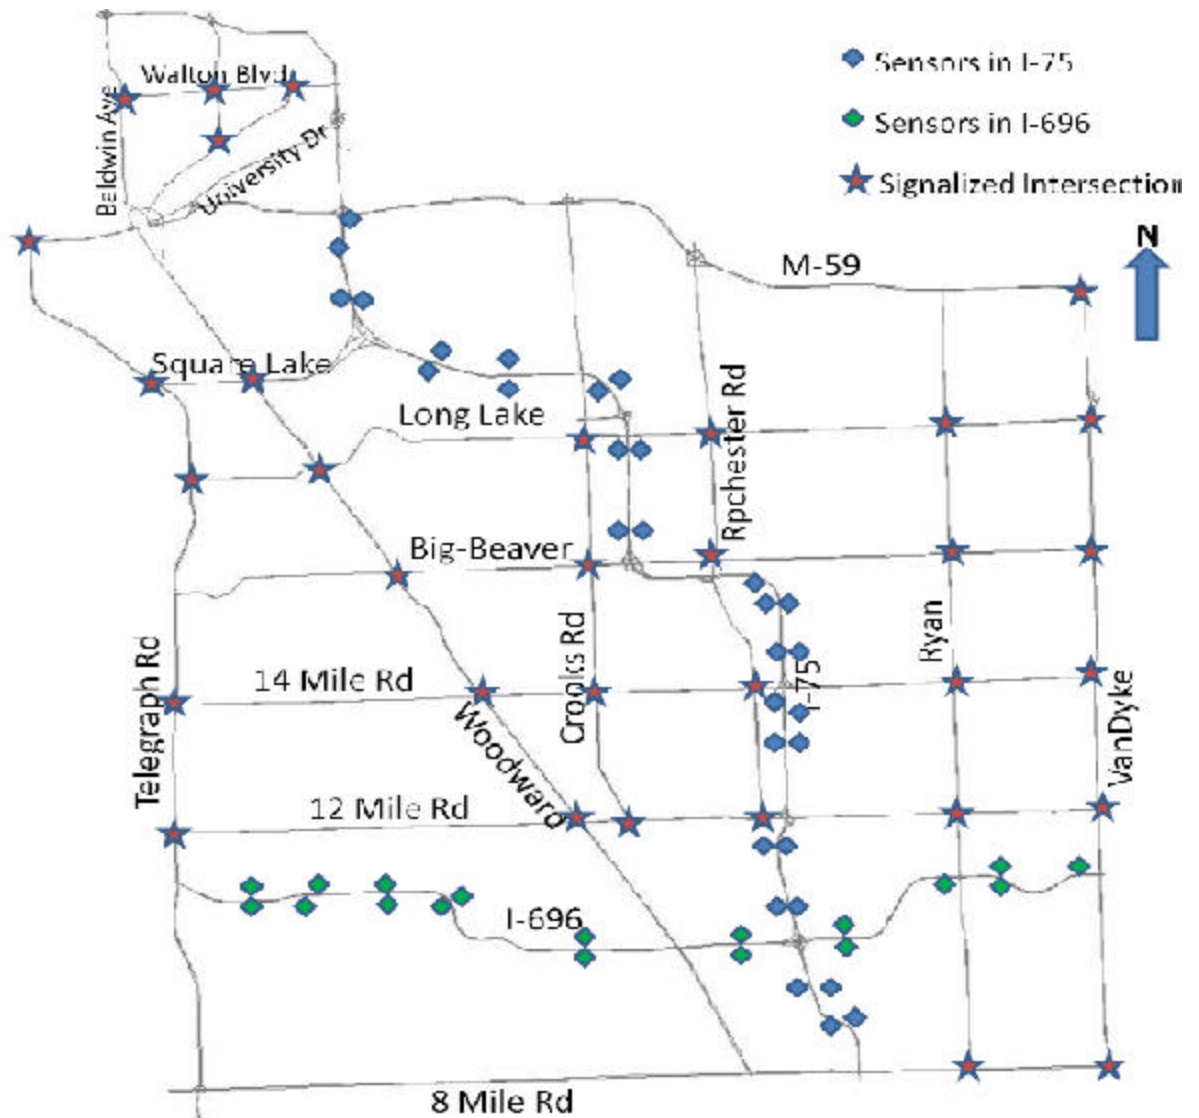 Sensors in I-75
Walton Blvd
Baldwin Ave
Sensors in I-696
University Dr
Signalized Intersection
N
M-59
Square Lake
Long Lake
Rpchester Rd
Big-Beaver
Ryan
Crooks Rd
Telegraph Rd
14 Mile Rd
I-75
Woodward
VanDyke
12 Mile Rd
I-696
8 Mile Rd